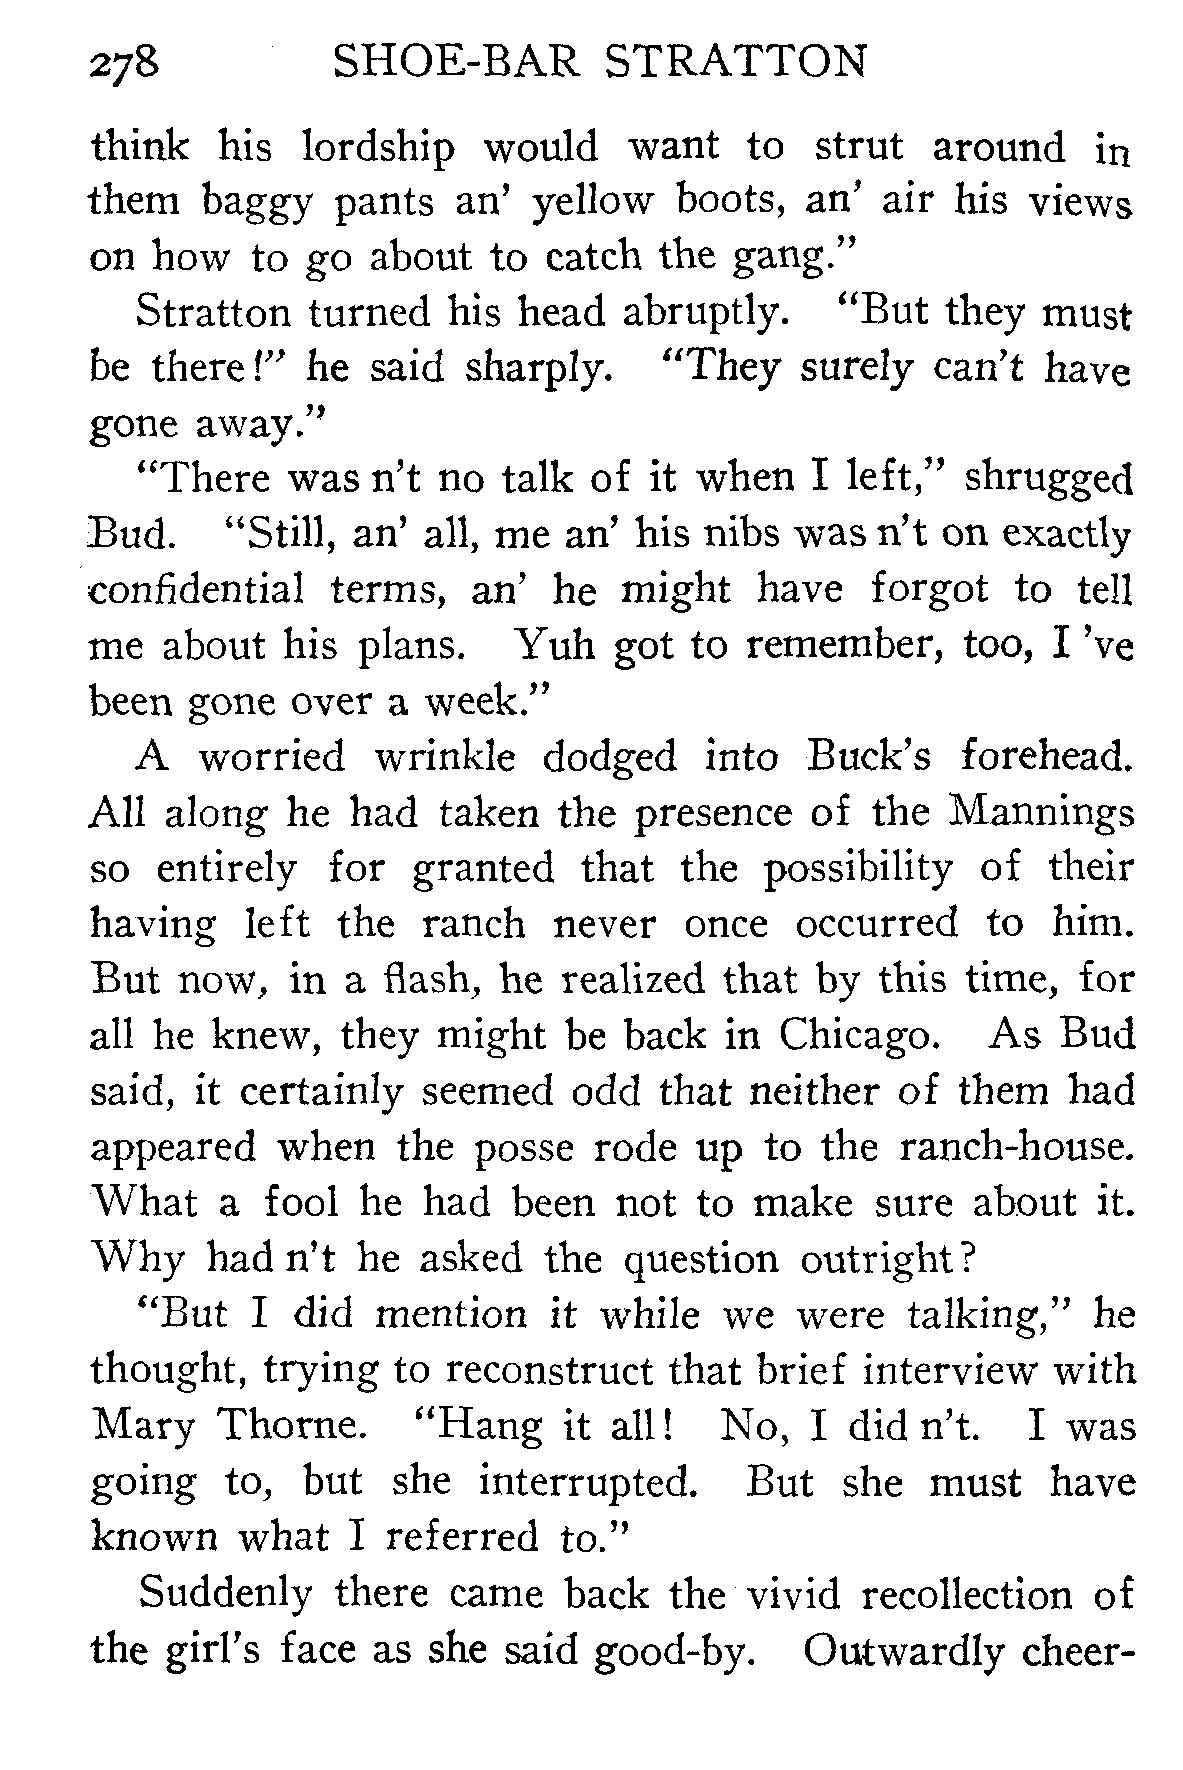 278 SHOE-BAR STRATTON
think his lordship would want to strut around in
them baggy pants an' yellow boots, an' air his views
on how to go about to catch the gang."
Stratton turned his head abruptly. "But they must
be there!" he said sharply. "They surely can't have
gone away."
"There was n't no talk of it when I left," shrugged
Bud. "Still, an' all, me an' his nibs was n't on exactly
confidential terms, an' he might have forgot to tell
me about his plans. Yuh got to remember, too, I 've
been gone over a week."
A worried wrinkle dodged into Buck's forehead.
All along he had taken the presence of the Mannings
so entirely for granted that the possibility of their
having left the ranch never once occurred to him.
But now, in a flash, he realized that by this time, for
all he knew, they might be back in Chicago. As Bud
said, it certainly seemed odd that neither of them had
appeared when the posse rode up to the ranch-house.
What a fool he had been not to make sure about it.
Why had n't he asked the question outright?
"But I did mention it while we were talking," he
thought, trying to reconstruct that brief interview with
Mary Thorne. "Hang it all! No, I did n't. I was
going to, but she interrupted. But she must have
known what I referred to."
Suddenly there came back the vivid recollection of
the girl's face as she said good-by. Outwardly cheer-